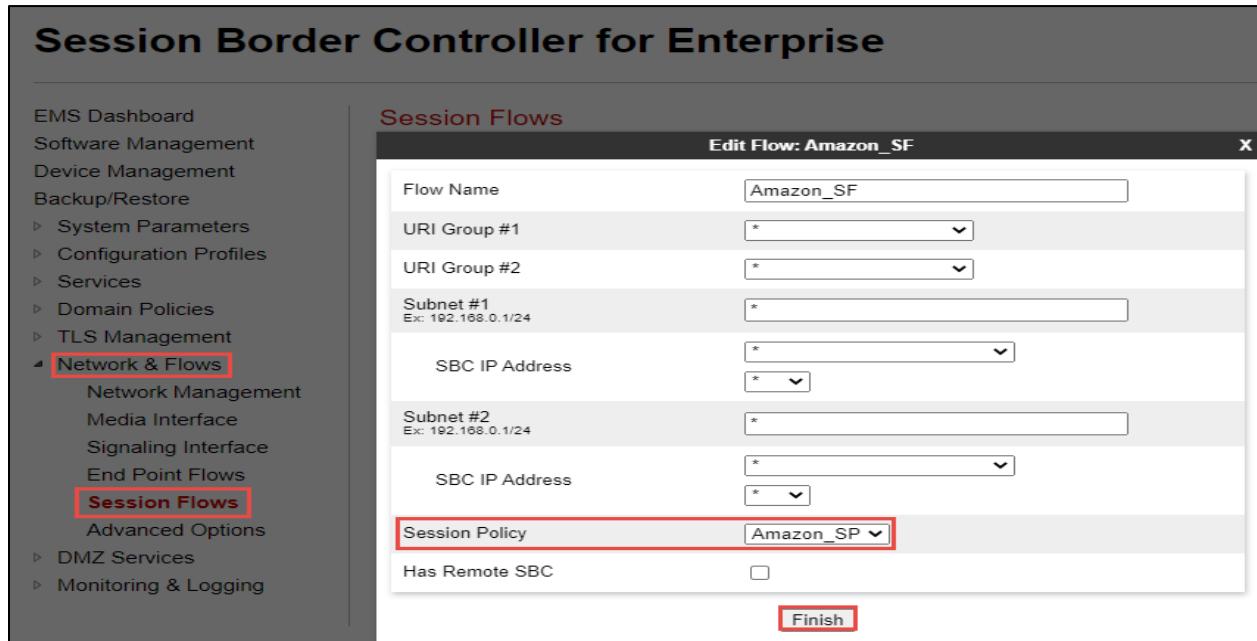 Session Border Controller for Enterprise
EMS Dashboard
Software Management
Device Management
Backup/Restore
System Parameters
Configuration Profiles
Services
Domain Policies
TLS Management
Network & Flows
Network Management
Media Interface
Signaling Interface
End Point Flows
Session Flows
Advanced Options
DMZ Services
Monitoring & Logging
Session Flows
Edit Flow: Amazon_SF X
Flow Name Amazon_SF
URI Group #1 *
URI Group #2 *
Subnet #1 *
Ex: 192.168.0.1/24
SBC IP Address *
*
Subnet #2 *
Ex: 192.168.0.1/24
SBC IP Address *
*
Session Policy Amazon_SP
Has Remote SBC
Finish